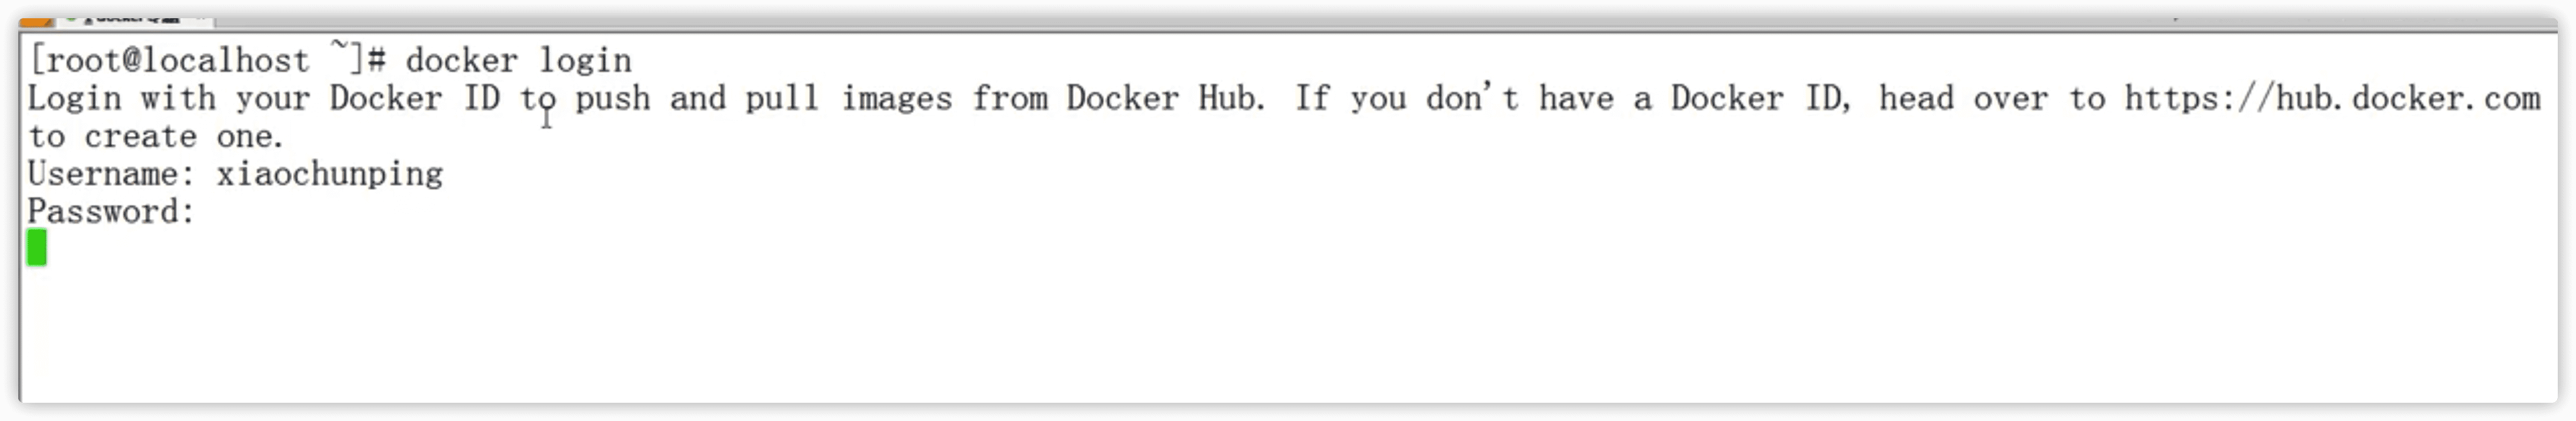 [root@localhost ~]# docker login
Login with your Docker ID to push and pull images from Docker Hub. If you don't have a Docker ID, head over to https://hub.docker.com
to create one.
Username: xiaochunping
Password: